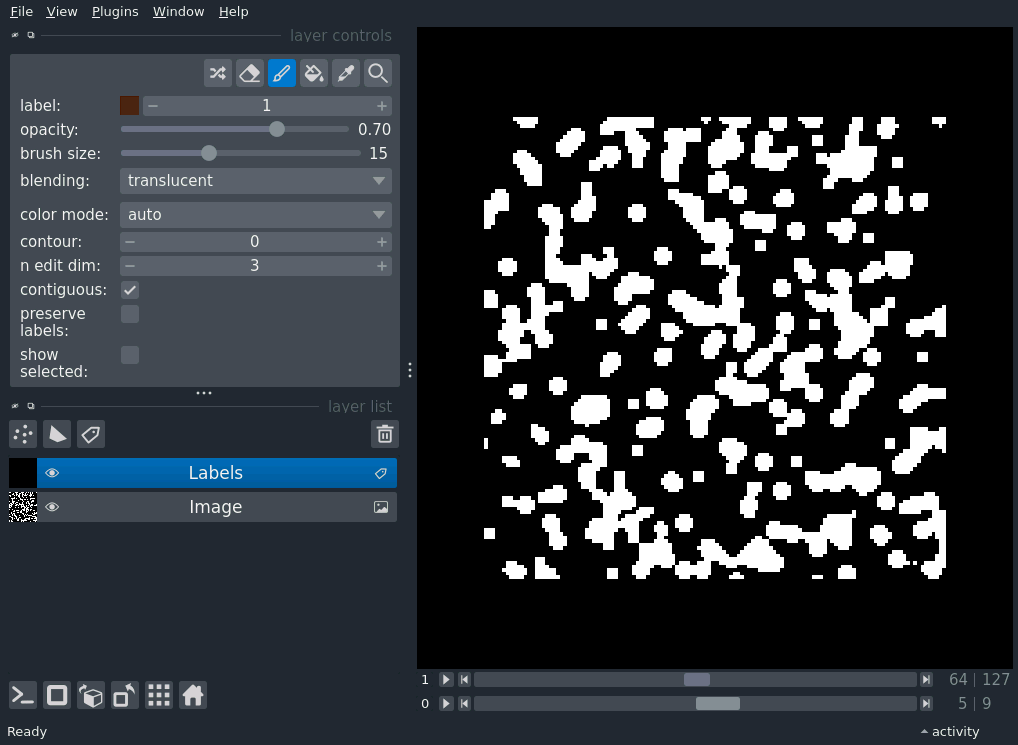 File View Plugins Window Help
layer controls
label: 1
opacity: 0.70
brush size: 15
blending: translucent
color mode: auto
contour: 0
n edit dim: 3
contiguous:
preserve
labels:
show
selected:
layer list
Labels
Image
1 64 | 127
0 5 | 9
Ready activity